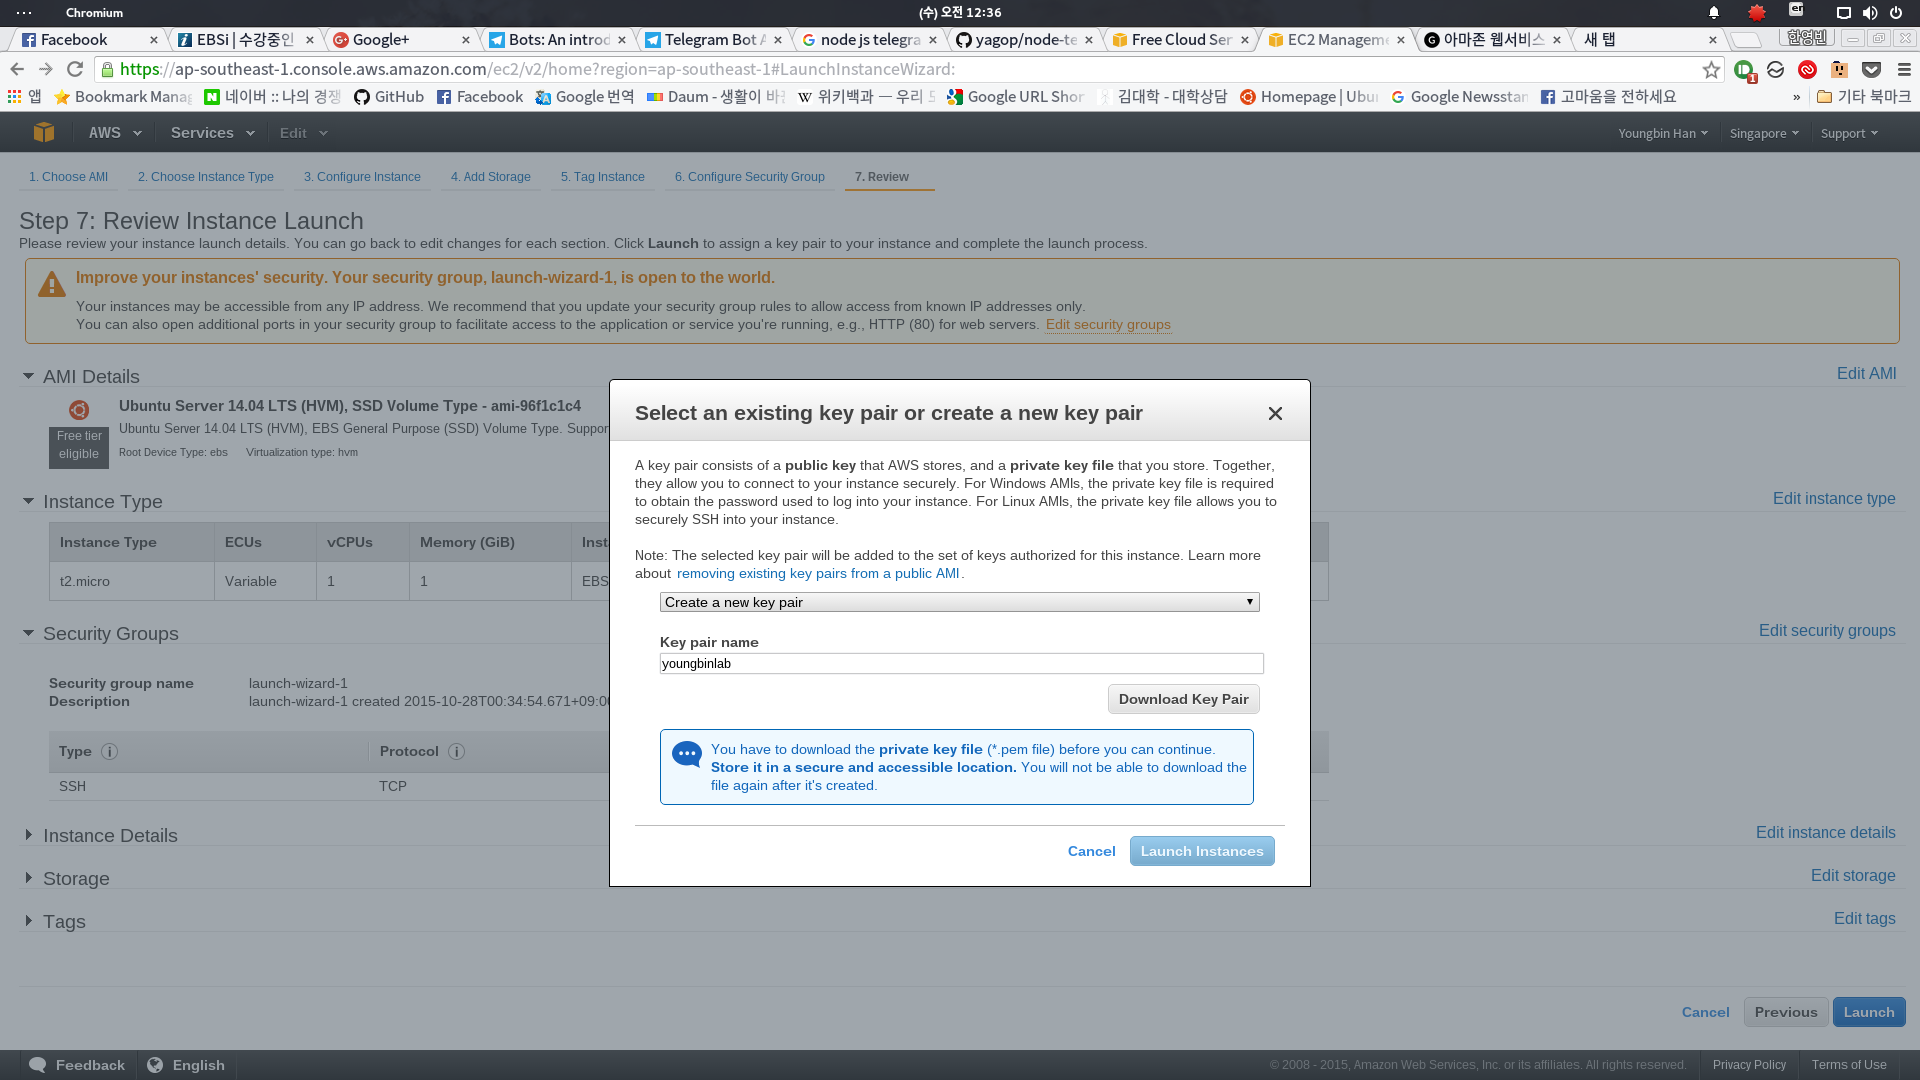 Chromium
(수) 오전 12:36
en
Facebook
EBSi | 수강중인
Google+
Bots: An introd
Telegram Bot A
node js telegra
yagop/node-te
Free Cloud Ser
EC2 Manageme
아마존 웹서비스
새 탭
한영빈
https://ap-southeast-1.console.aws.amazon.com/ec2/v2/home?region=ap-southeast-1#LaunchInstanceWizard:
앱
Bookmark Manag
네이버 :: 나의 경쟁
GitHub
Facebook
Google 번역
Daum - 생활이 바
위키백과 — 우리
Google URL Shor
김대학 - 대학상담
Homepage | Ubu
Google Newsstan
고마움을 전하세요
»
기타 북마크
AWS
Services
Edit
Youngbin Han
Singapore
Support
1. Choose AMI
2. Choose Instance Type
3. Configure Instance
4. Add Storage
5. Tag Instance
6. Configure Security Group
7. Review
Step 7: Review Instance Launch
Please review your instance launch details. You can go back to edit changes for each section. Click Launch to assign a key pair to your instance and complete the launch process.
Improve your instances' security. Your security group, launch-wizard-1, is open to the world.
Your instances may be accessible from any IP address. We recommend that you update your security group rules to allow access from known IP addresses only.
You can also open additional ports in your security group to facilitate access to the application or service you're running, e.g., HTTP (80) for web servers. Edit security groups
AMI Details
Edit AMI
Ubuntu Server 14.04 LTS (HVM), SSD Volume Type - ami-96f1c1c4
Free tier
eligible
Ubuntu Server 14.04 LTS (HVM), EBS General Purpose (SSD) Volume Type. Suppor
Root Device Type: ebs
Virtualization type: hvm
Instance Type
Edit instance type
Instance Type
ECUs
vCPUs
Memory (GiB)
Inst
t2.micro
Variable
1
1
EBS
Security Groups
Edit security groups
Security group name
launch-wizard-1
Description
launch-wizard-1 created 2015-10-28T00:34:54.671+09:00
Type
Protocol
SSH
TCP
Instance Details
Edit instance details
Storage
Edit storage
Tags
Edit tags
Select an existing key pair or create a new key pair
A key pair consists of a public key that AWS stores, and a private key file that you store. Together,
they allow you to connect to your instance securely. For Windows AMIs, the private key file is required
to obtain the password used to log into your instance. For Linux AMIs, the private key file allows you to
securely SSH into your instance.
Note: The selected key pair will be added to the set of keys authorized for this instance. Learn more
about removing existing key pairs from a public AMI.
Create a new key pair
Key pair name
youngbinlab
Download Key Pair
You have to download the private key file (*.pem file) before you can continue.
Store it in a secure and accessible location. You will not be able to download the
file again after it's created.
Cancel
Launch Instances
Cancel
Previous
Launch
Feedback
English
© 2008 - 2015, Amazon Web Services, Inc. or its affiliates. All rights reserved.
Privacy Policy
Terms of Use